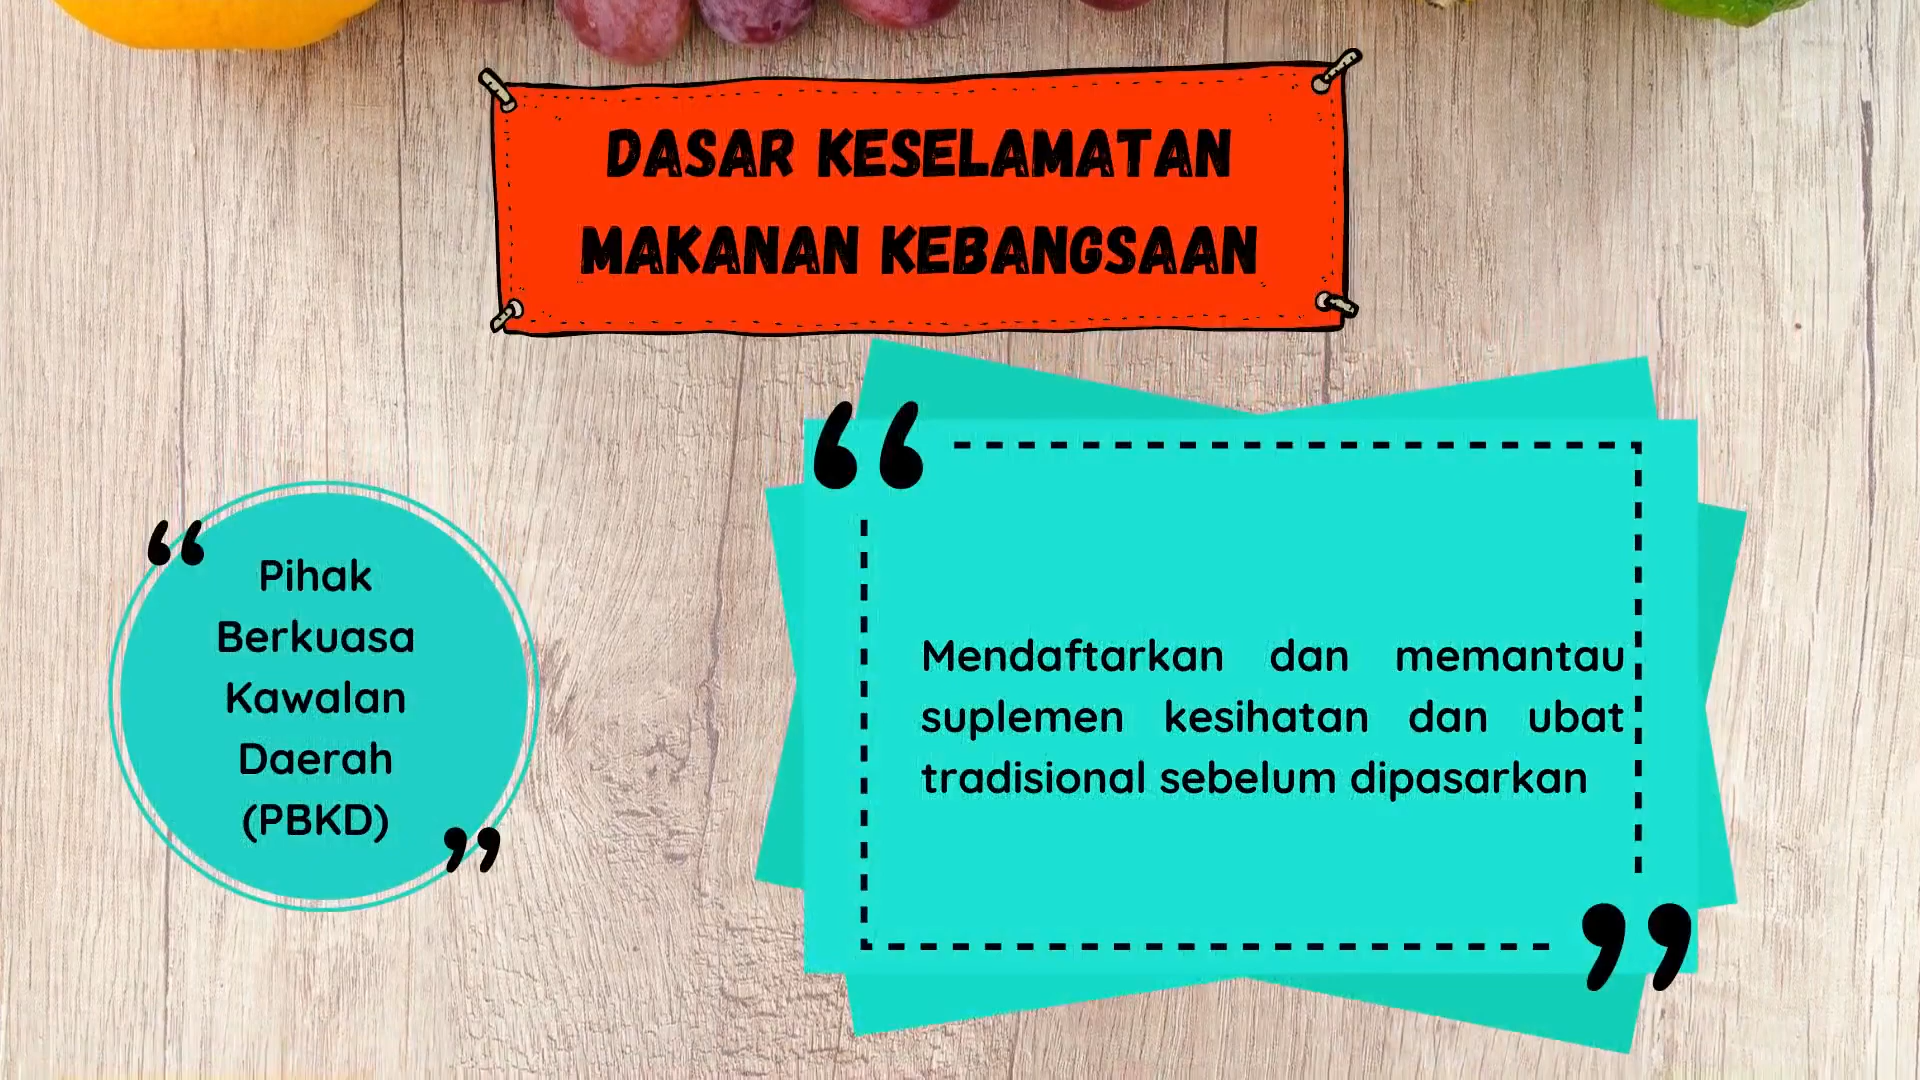 DASAR KESELAMATAN
MAKANAN KEBANGSAAN
Pihak
Berkuasa
Kawalan
Daerah
(PBKD)
Mendaftarkan dan memantau
suplemen kesihatan dan ubat
tradisional sebelum dipasarkan